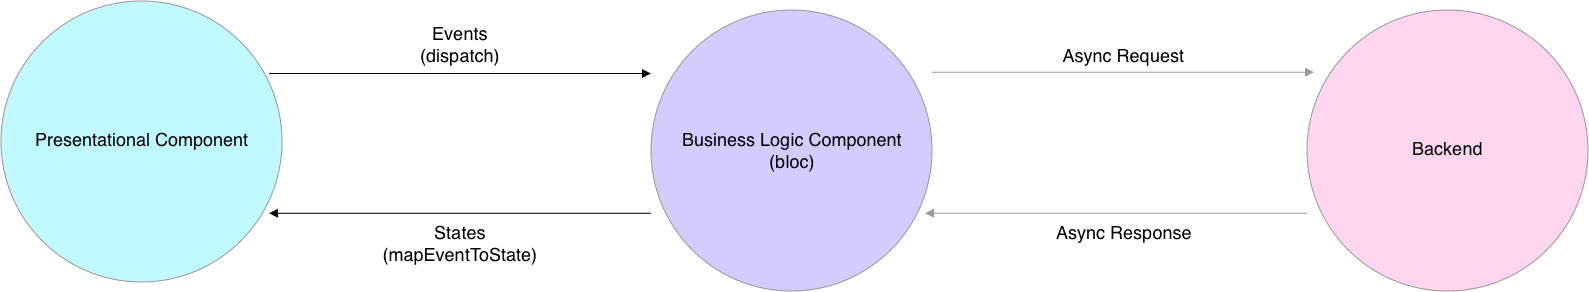 Events
(dispatch)
Async Request
Presentational Component
Business Logic Component
(bloc)
Backend
States
(mapEventToState)
Async Response